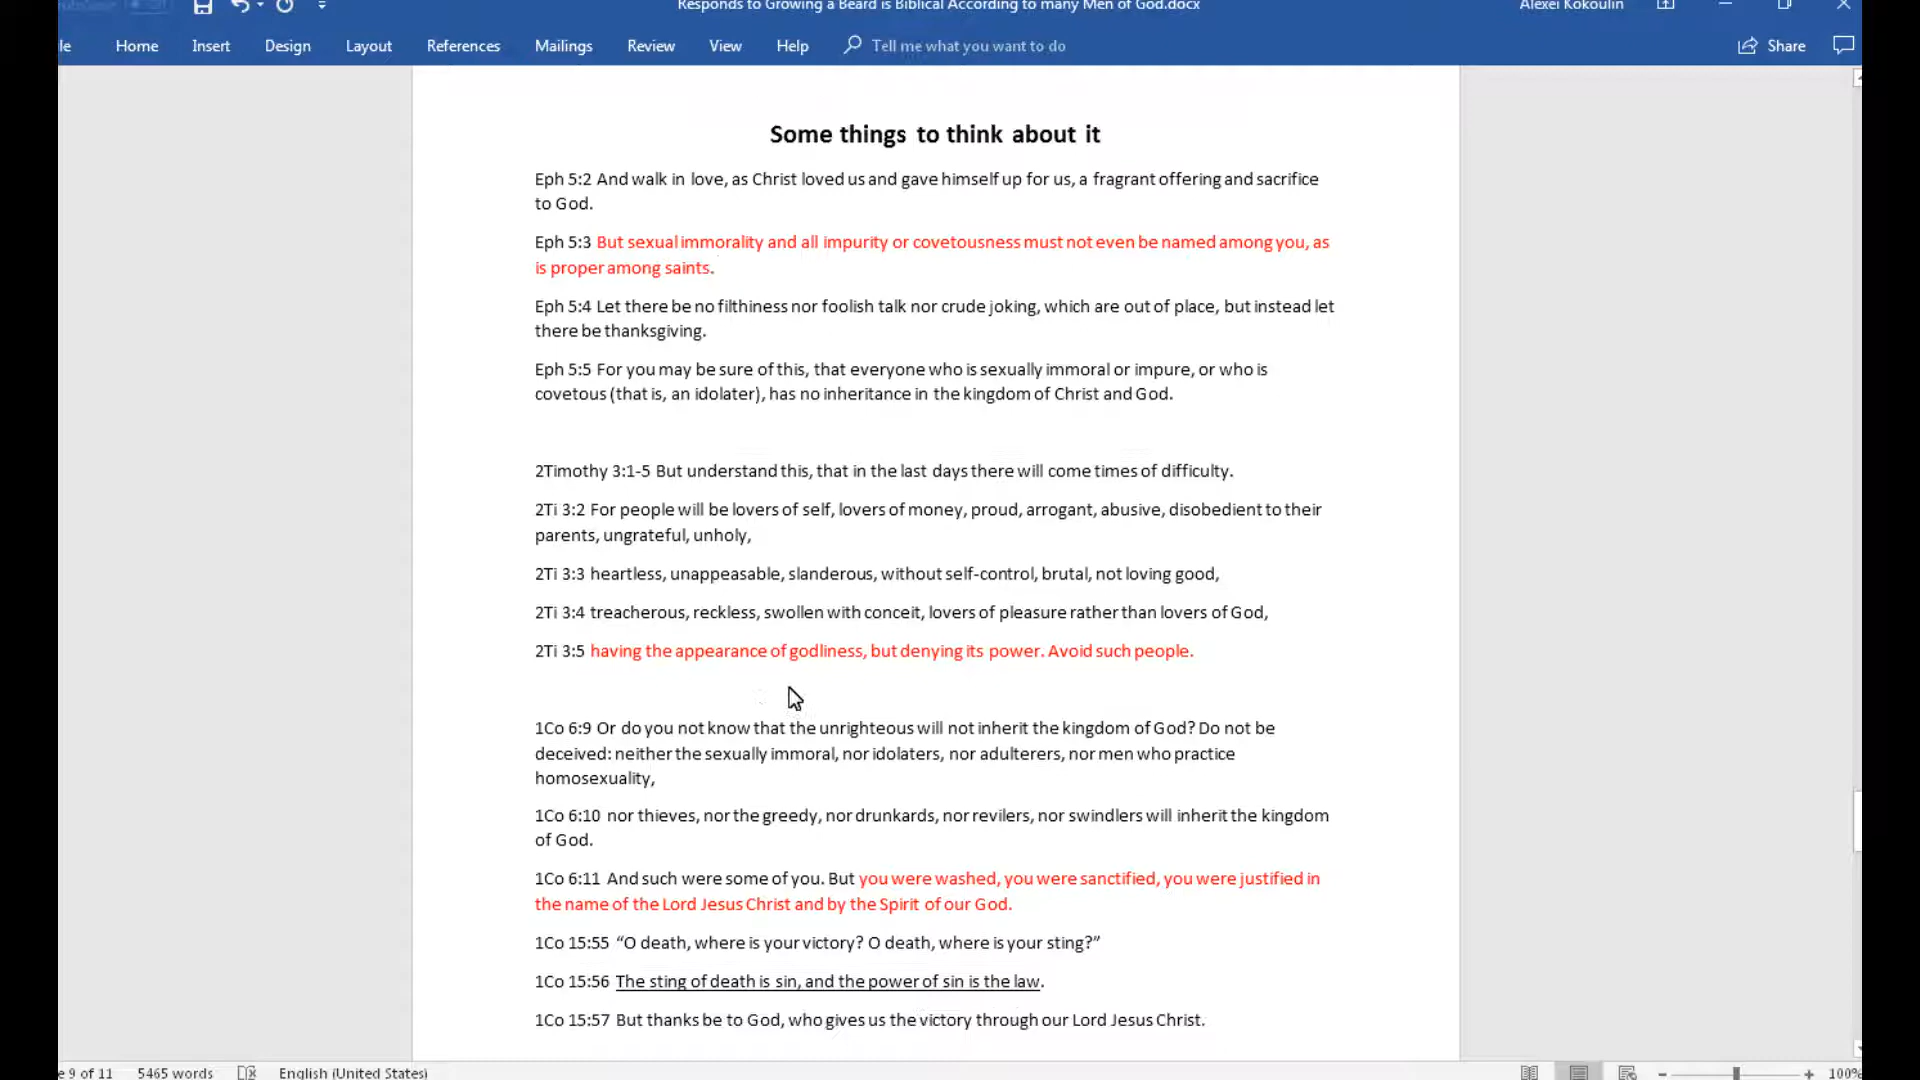 Responds to Growing a Beard is Biblical According to many Men of God.docx
Alexei Kokoulin
le Home Insert Design Layout References Mailings Review View Help Tell me what you want to do Share
Some things to think about it
Eph 5:2 And walk in love, as Christ loved us and gave himself up for us, a fragrant offering and sacrifice
to God.
Eph 5:3 But sexual immorality and all impurity or covetousness must not even be named among you, as
is proper among saints.
Eph 5:4 Let there be no filthiness nor foolish talk nor crude joking, which are out of place, but instead let
there be thanksgiving.
Eph 5:5 For you may be sure of this, that everyone who is sexually immoral or impure, or who is
covetous (that is, an idolater), has no inheritance in the kingdom of Christ and God.
2Timothy 3:1-5 But understand this, that in the last days there will come times of difficulty.
2Ti 3:2 For people will be lovers of self, lovers of money, proud, arrogant, abusive, disobedient to their
parents, ungrateful, unholy,
2Ti 3:3 heartless, unappeasable, slanderous, without self-control, brutal, not loving good,
2Ti 3:4 treacherous, reckless, swollen with conceit, lovers of pleasure rather than lovers of God,
2Ti 3:5 having the appearance of godliness, but denying its power. Avoid such people.
1Co 6:9 Or do you not know that the unrighteous will not inherit the kingdom of God? Do not be
deceived: neither the sexually immoral, nor idolaters, nor adulterers, nor men who practice
homosexuality,
1Co 6:10 nor thieves, nor the greedy, nor drunkards, nor revilers, nor swindlers will inherit the kingdom
of God.
1Co 6:11 And such were some of you. But you were washed, you were sanctified, you were justified in
the name of the Lord Jesus Christ and by the Spirit of our God.
1Co 15:55 “O death, where is your victory? O death, where is your sting?”
1Co 15:56 The sting of death is sin, and the power of sin is the law.
1Co 15:57 But thanks be to God, who gives us the victory through our Lord Jesus Christ.
e 9 of 11 5465 words English (United States) 100%